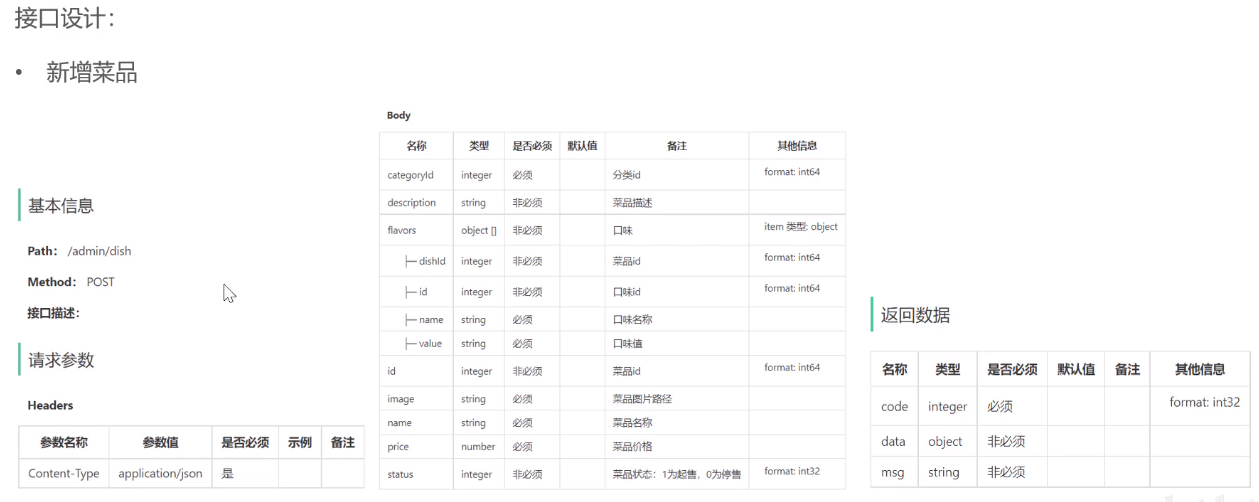 接口设计：
• 新增菜品
基本信息
Path： /admin/dish
Method： POST
接口描述：
请求参数
Headers
参数名称 参数值 是否必须 示例 备注
Content-Type application/json 是
Body
名称 类型 是否必须 默认值 备注 其他信息
categoryId integer 必须 分类id format: int64
description string 非必须 菜品描述
flavors object [] 非必须 口味 item 类型: object
├─ dishId integer 非必须 菜品id format: int64
├─ id integer 非必须 口味id format: int64
├─ name string 必须 口味名称
├─ value string 必须 口味值
id integer 非必须 菜品id format: int64
image string 必须 菜品图片路径
name string 必须 菜品名称
price number 必须 菜品价格
status integer 非必须 菜品状态：1为起售，0为停售 format: int32
返回数据
名称 类型 是否必须 默认值 备注 其他信息
code integer 必须 format: int32
data object 非必须
msg string 非必须